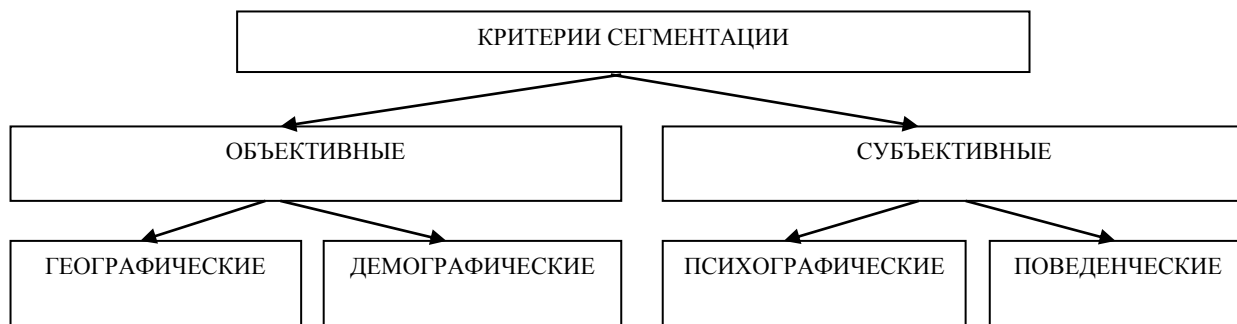 КРИТЕРИИ СЕГМЕНТАЦИИ
ОБЪЕКТИВНЫЕ
СУБЪЕКТИВНЫЕ
ГЕОГРАФИЧЕСКИЕ
ДЕМОГРАФИЧЕСКИЕ
ПСИХОГРАФИЧЕСКИЕ
ПОВЕДЕНЧЕСКИЕ